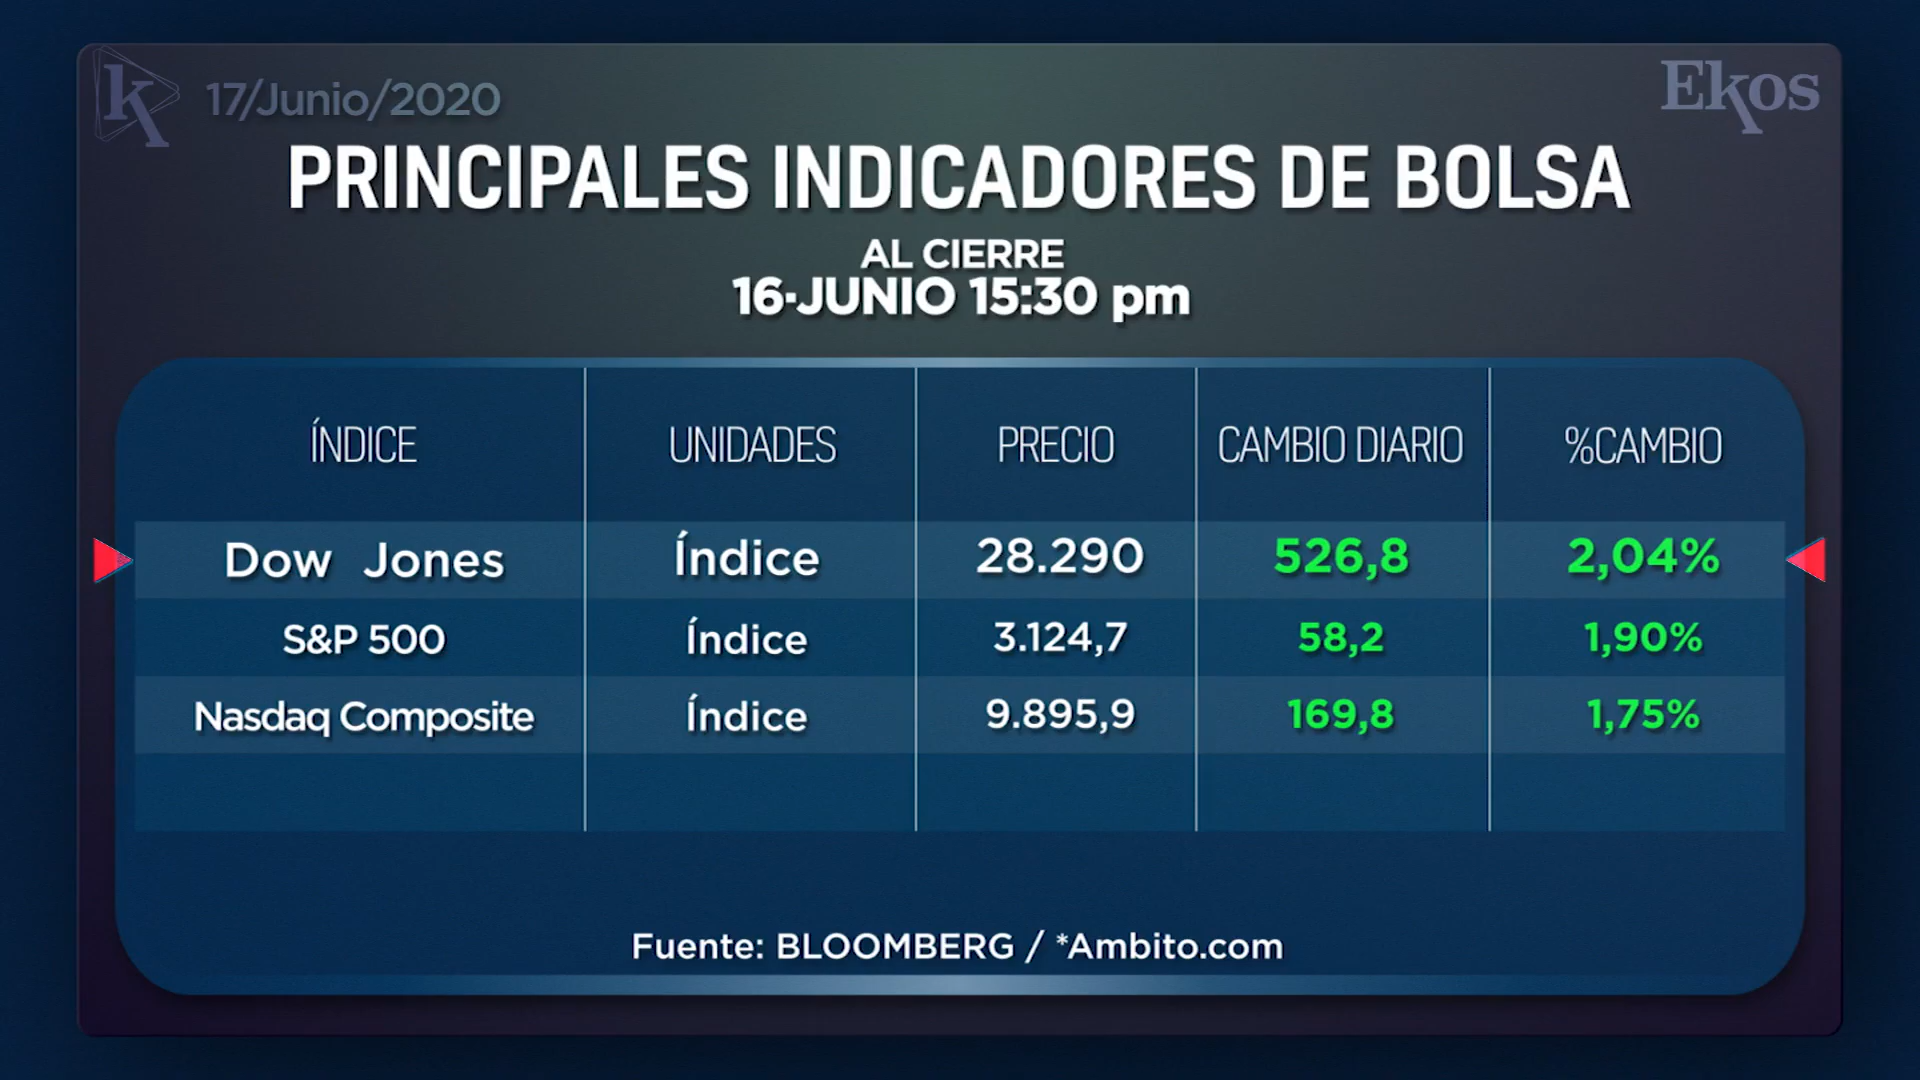 k 17/Junio/2020 Ekos
PRINCIPALES INDICADORES DE BOLSA
AL CIERRE
16-JUNIO 15:30 pm
ÍNDICE UNIDADES PRECIO CAMBIO DIARIO %CAMBIO
Dow Jones Índice 28.290 526,8 2,04%
S&P 500 Índice 3.124,7 58,2 1,90%
Nasdaq Composite Índice 9.895,9 169,8 1,75%
Fuente: BLOOMBERG / *Ambito.com